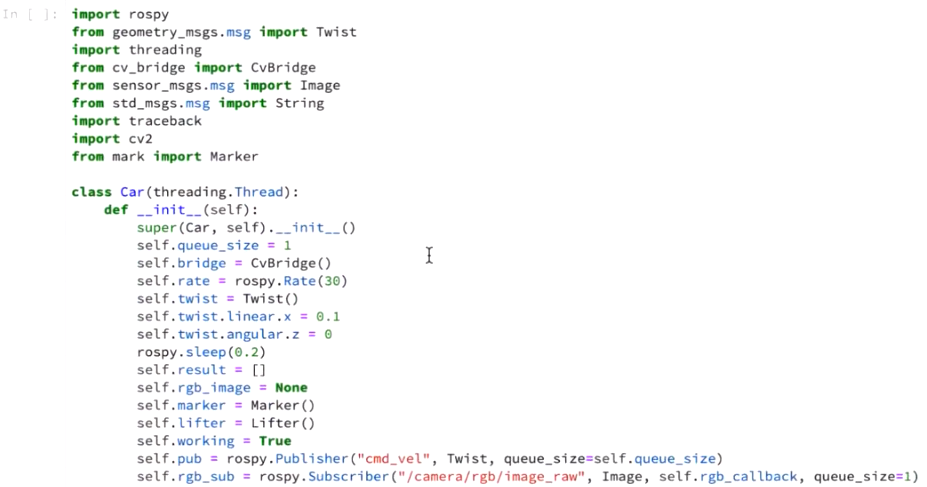 In [ ]: import rospy
from geometry_msgs.msg import Twist
import threading
from cv_bridge import CvBridge
from sensor_msgs.msg import Image
from std_msgs.msg import String
import traceback
import cv2
from mark import Marker

class Car(threading.Thread):
    def __init__(self):
        super(Car, self).__init__()
        self.queue_size = 1
        self.bridge = CvBridge()
        self.rate = rospy.Rate(30)
        self.twist = Twist()
        self.twist.linear.x = 0.1
        self.twist.angular.z = 0
        rospy.sleep(0.2)
        self.result = []
        self.rgb_image = None
        self.marker = Marker()
        self.lifter = Lifter()
        self.working = True
        self.pub = rospy.Publisher("cmd_vel", Twist, queue_size=self.queue_size)
        self.rgb_sub = rospy.Subscriber("/camera/rgb/image_raw", Image, self.rgb_callback, queue_size=1)